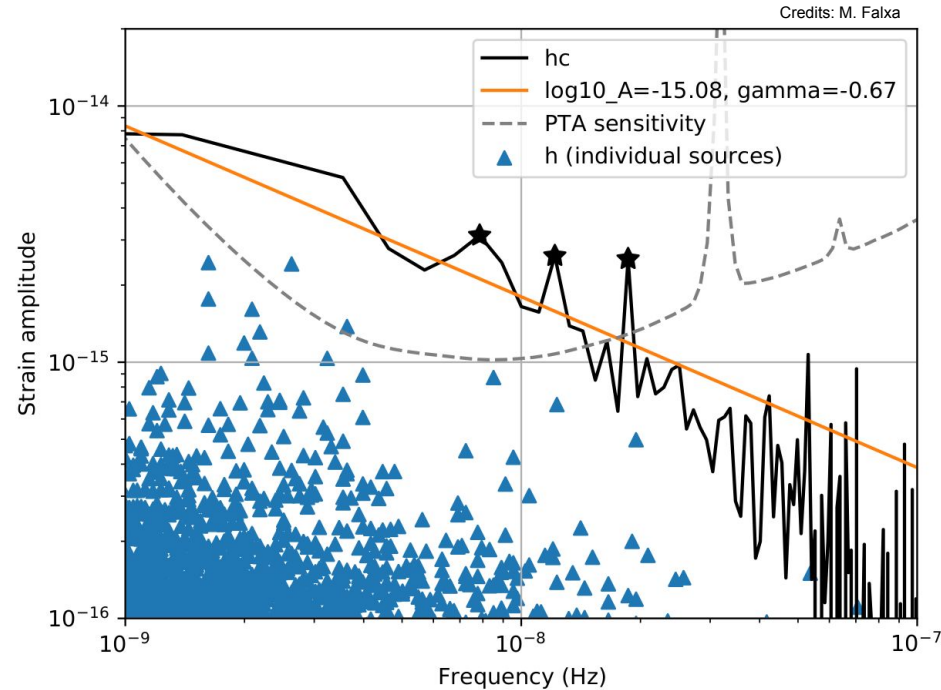 Credits: M. Falxa
hc
log10_A=-15.08, gamma=-0.67
PTA sensitivity
h (individual sources)
10⁻¹⁴
10⁻¹⁵
10⁻¹⁶
Strain amplitude
10⁻⁹
10⁻⁸
10⁻⁷
Frequency (Hz)